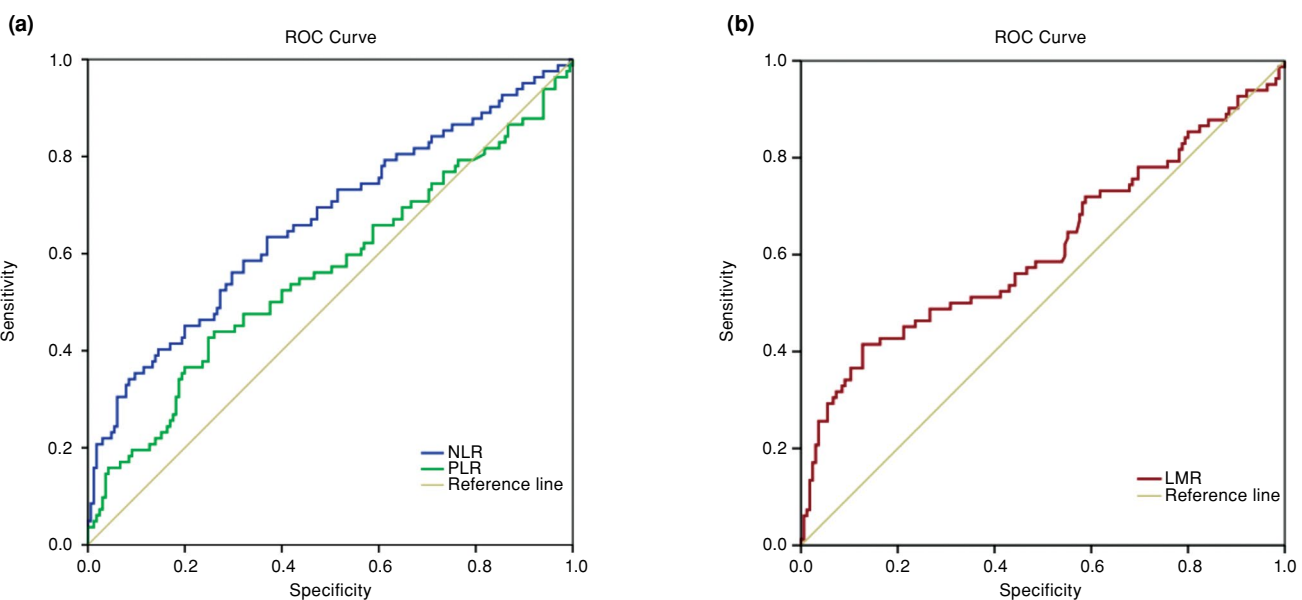 (a)
ROC Curve
1.0
0.8
0.6
0.4
0.2
0.0
Sensitivity
NLR
PLR
Reference line
0.0 0.2 0.4 0.6 0.8 1.0
Specificity
(b)
ROC Curve
1.0
0.8
0.6
0.4
0.2
0.0
Sensitivity
LMR
Reference line
0.0 0.2 0.4 0.6 0.8 1.0
Specificity